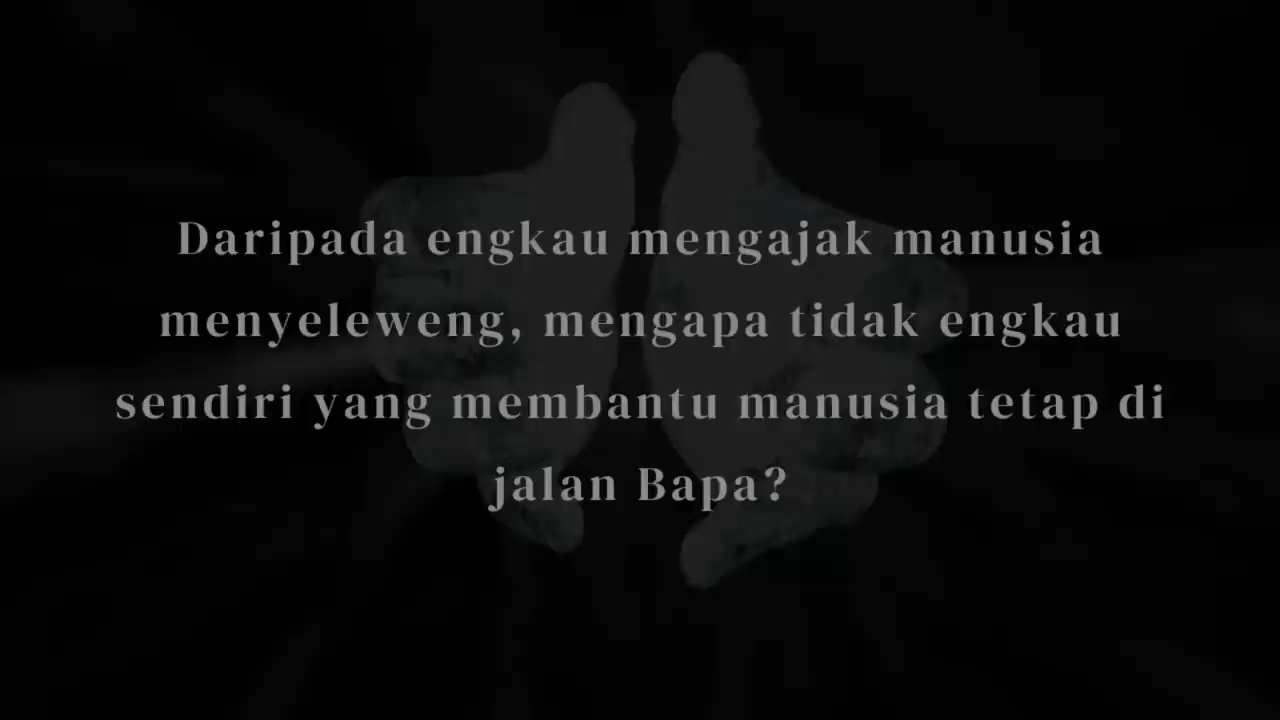 Daripada engkau mengajak manusia
menyeleweng, mengapa tidak engkau
sendiri yang membantu manusia tetap di
jalan Bapa?